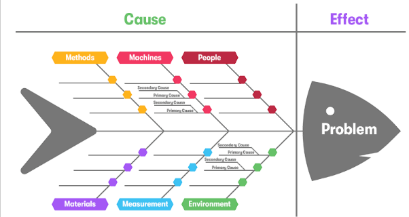 Cause
Effect
Methods
Machines
People
Secondary Cause
Primary Cause
Secondary Cause
Primary Cause
Problem
Secondary Cause
Primary Cause
Secondary Cause
Primary Cause
Materials
Measurement
Environment